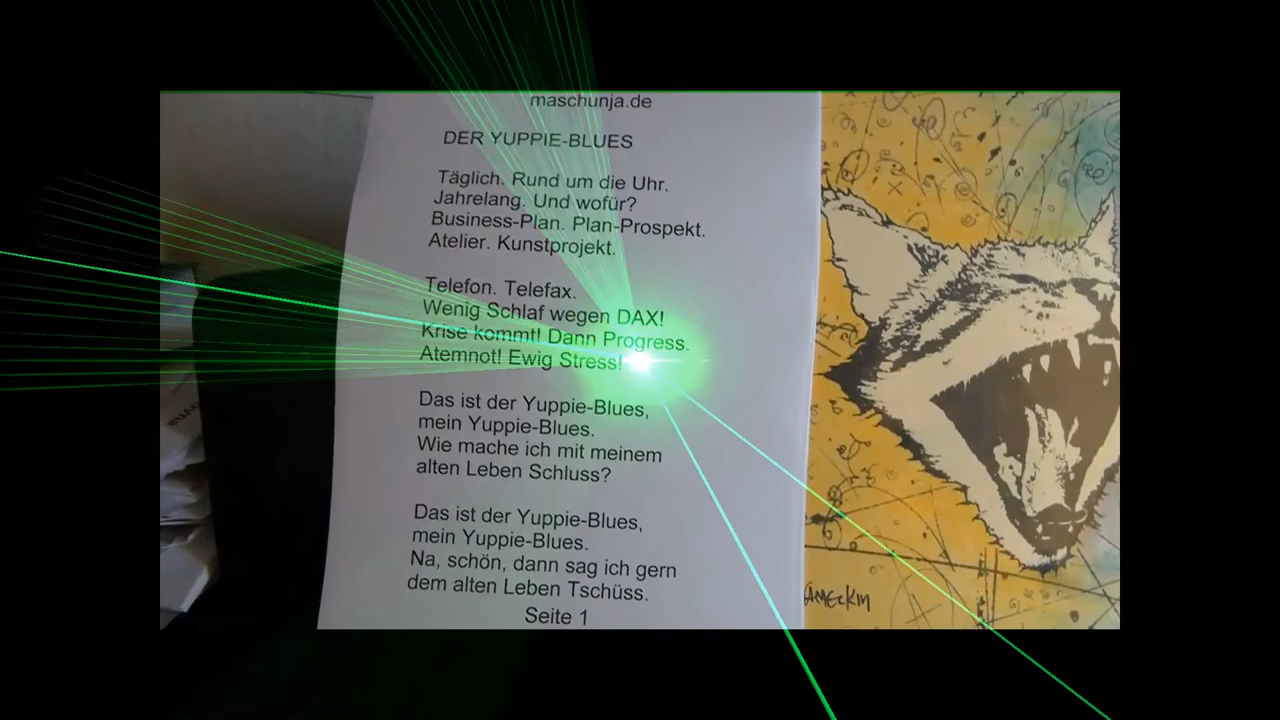 maschunja.de
DER YUPPIE-BLUES
Täglich. Rund um die Uhr.
Jahrelang. Und wofür?
Business-Plan. Plan-Prospekt.
Atelier. Kunstprojekt.
Telefon. Telefax.
Wenig Schlaf wegen DAX!
Krise kommt! Dann Progress.
Atemnot! Ewig Stress!
Das ist der Yuppie-Blues,
mein Yuppie-Blues.
Wie mache ich mit meinem
alten Leben Schluss?
Das ist der Yuppie-Blues,
mein Yuppie-Blues.
Na, schön, dann sag ich gern
dem alten Leben Tschüss.
Seite 1